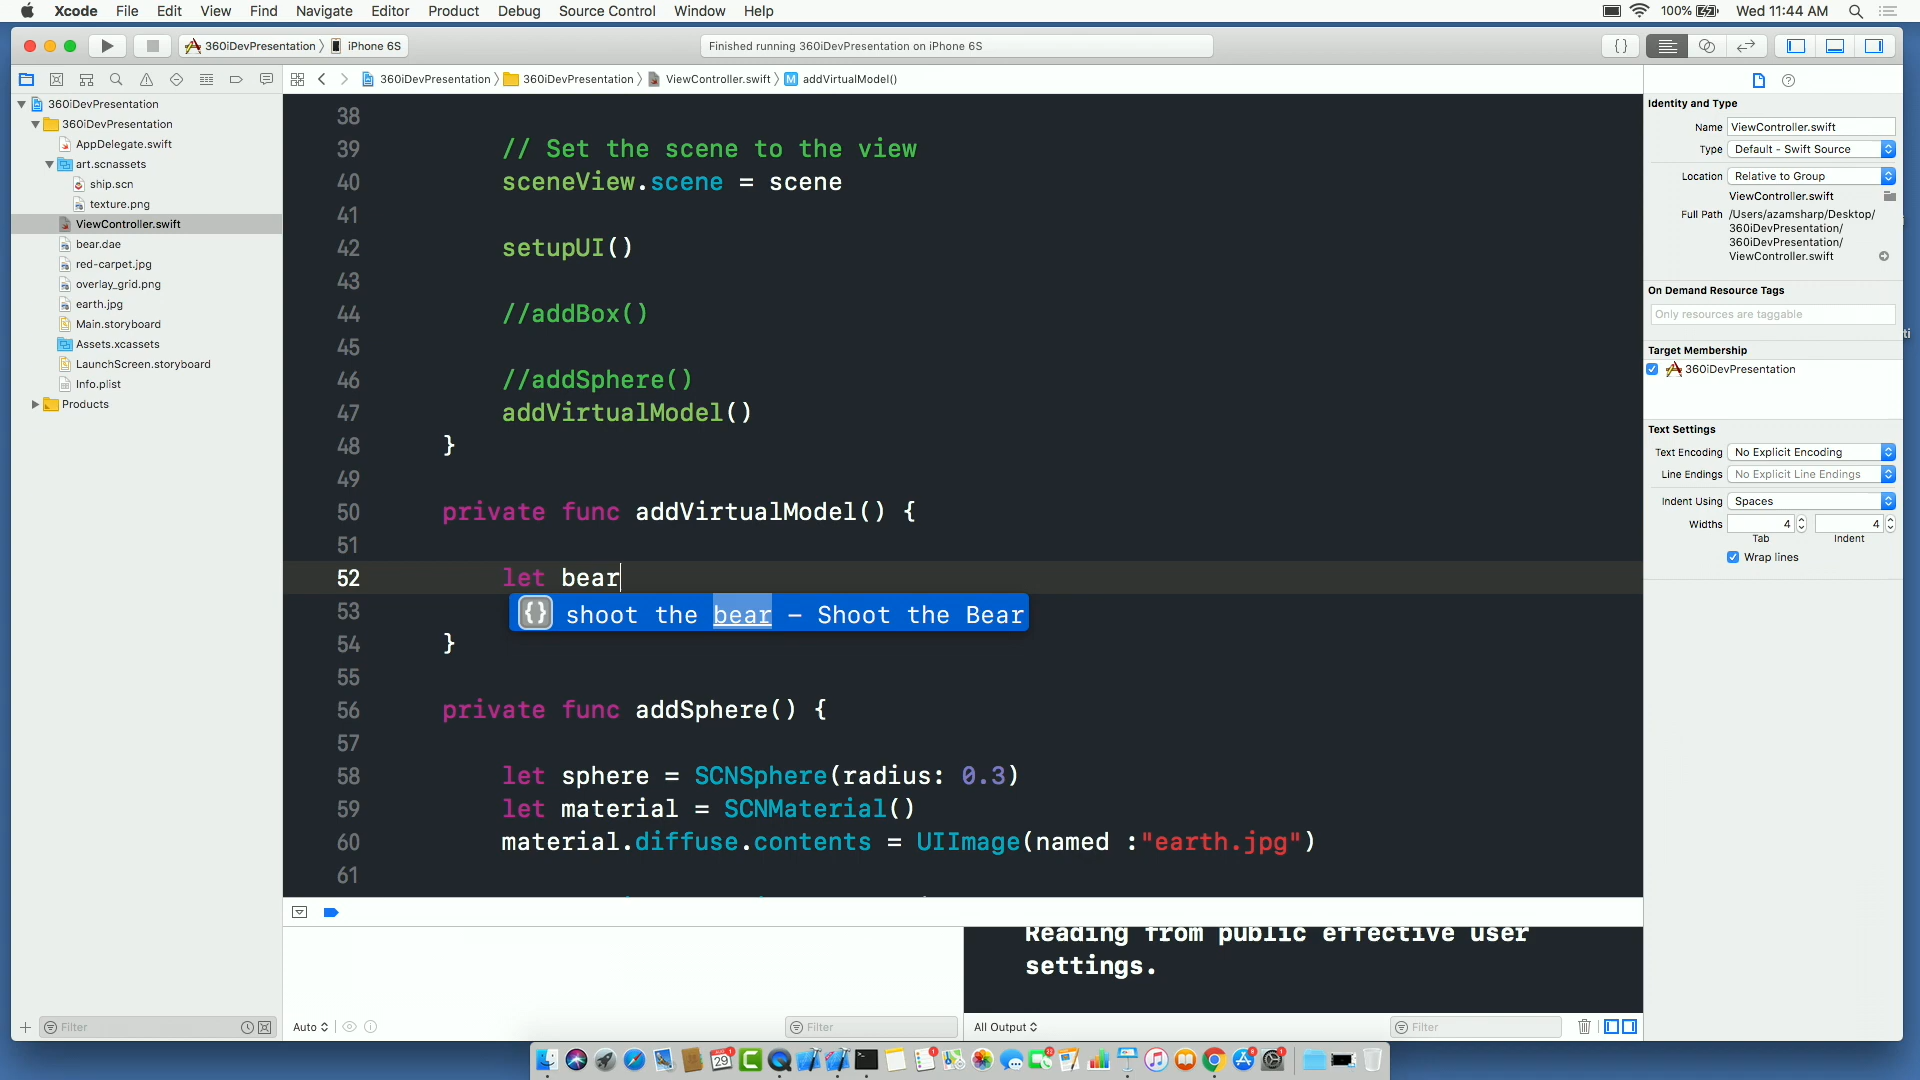 Xcode File Edit View Find Navigate Editor Product Debug Source Control Window Help 100% Wed 11:44 AM
360iDevPresentation iPhone 6S Finished running 360iDevPresentation on iPhone 6S {}
360iDevPresentation 360iDevPresentation ViewController.swift M addVirtualModel()
360iDevPresentation
360iDevPresentation
AppDelegate.swift
art.scnassets
ship.scn
texture.png
ViewController.swift
bear.dae
red-carpet.jpg
overlay_grid.png
earth.jpg
Main.storyboard
Assets.xcassets
LaunchScreen.storyboard
Info.plist
Products
Filter
38
39 // Set the scene to the view
40 sceneView.scene = scene
41
42 setupUI()
43
44 //addBox()
45
46 //addSphere()
47 addVirtualModel()
48 }
49
50 private func addVirtualModel() {
51
52 let bear
53 {} shoot the bear – Shoot the Bear
54 }
55
56 private func addSphere() {
57
58 let sphere = SCNSphere(radius: 0.3)
59 let material = SCNMaterial()
60 material.diffuse.contents = UIImage(named :"earth.jpg")
61
Reading from public effective user
settings.
Auto Filter All Output Filter
Identity and Type
Name ViewController.swift
Type Default - Swift Source
Location Relative to Group
ViewController.swift
Full Path /Users/azamsharp/Desktop/
360iDevPresentation/
360iDevPresentation/
ViewController.swift
On Demand Resource Tags
Only resources are taggable
ti
Target Membership
360iDevPresentation
Text Settings
Text Encoding No Explicit Encoding
Line Endings No Explicit Line Endings
Indent Using Spaces
Widths 4 4
Tab Indent
Wrap lines
29